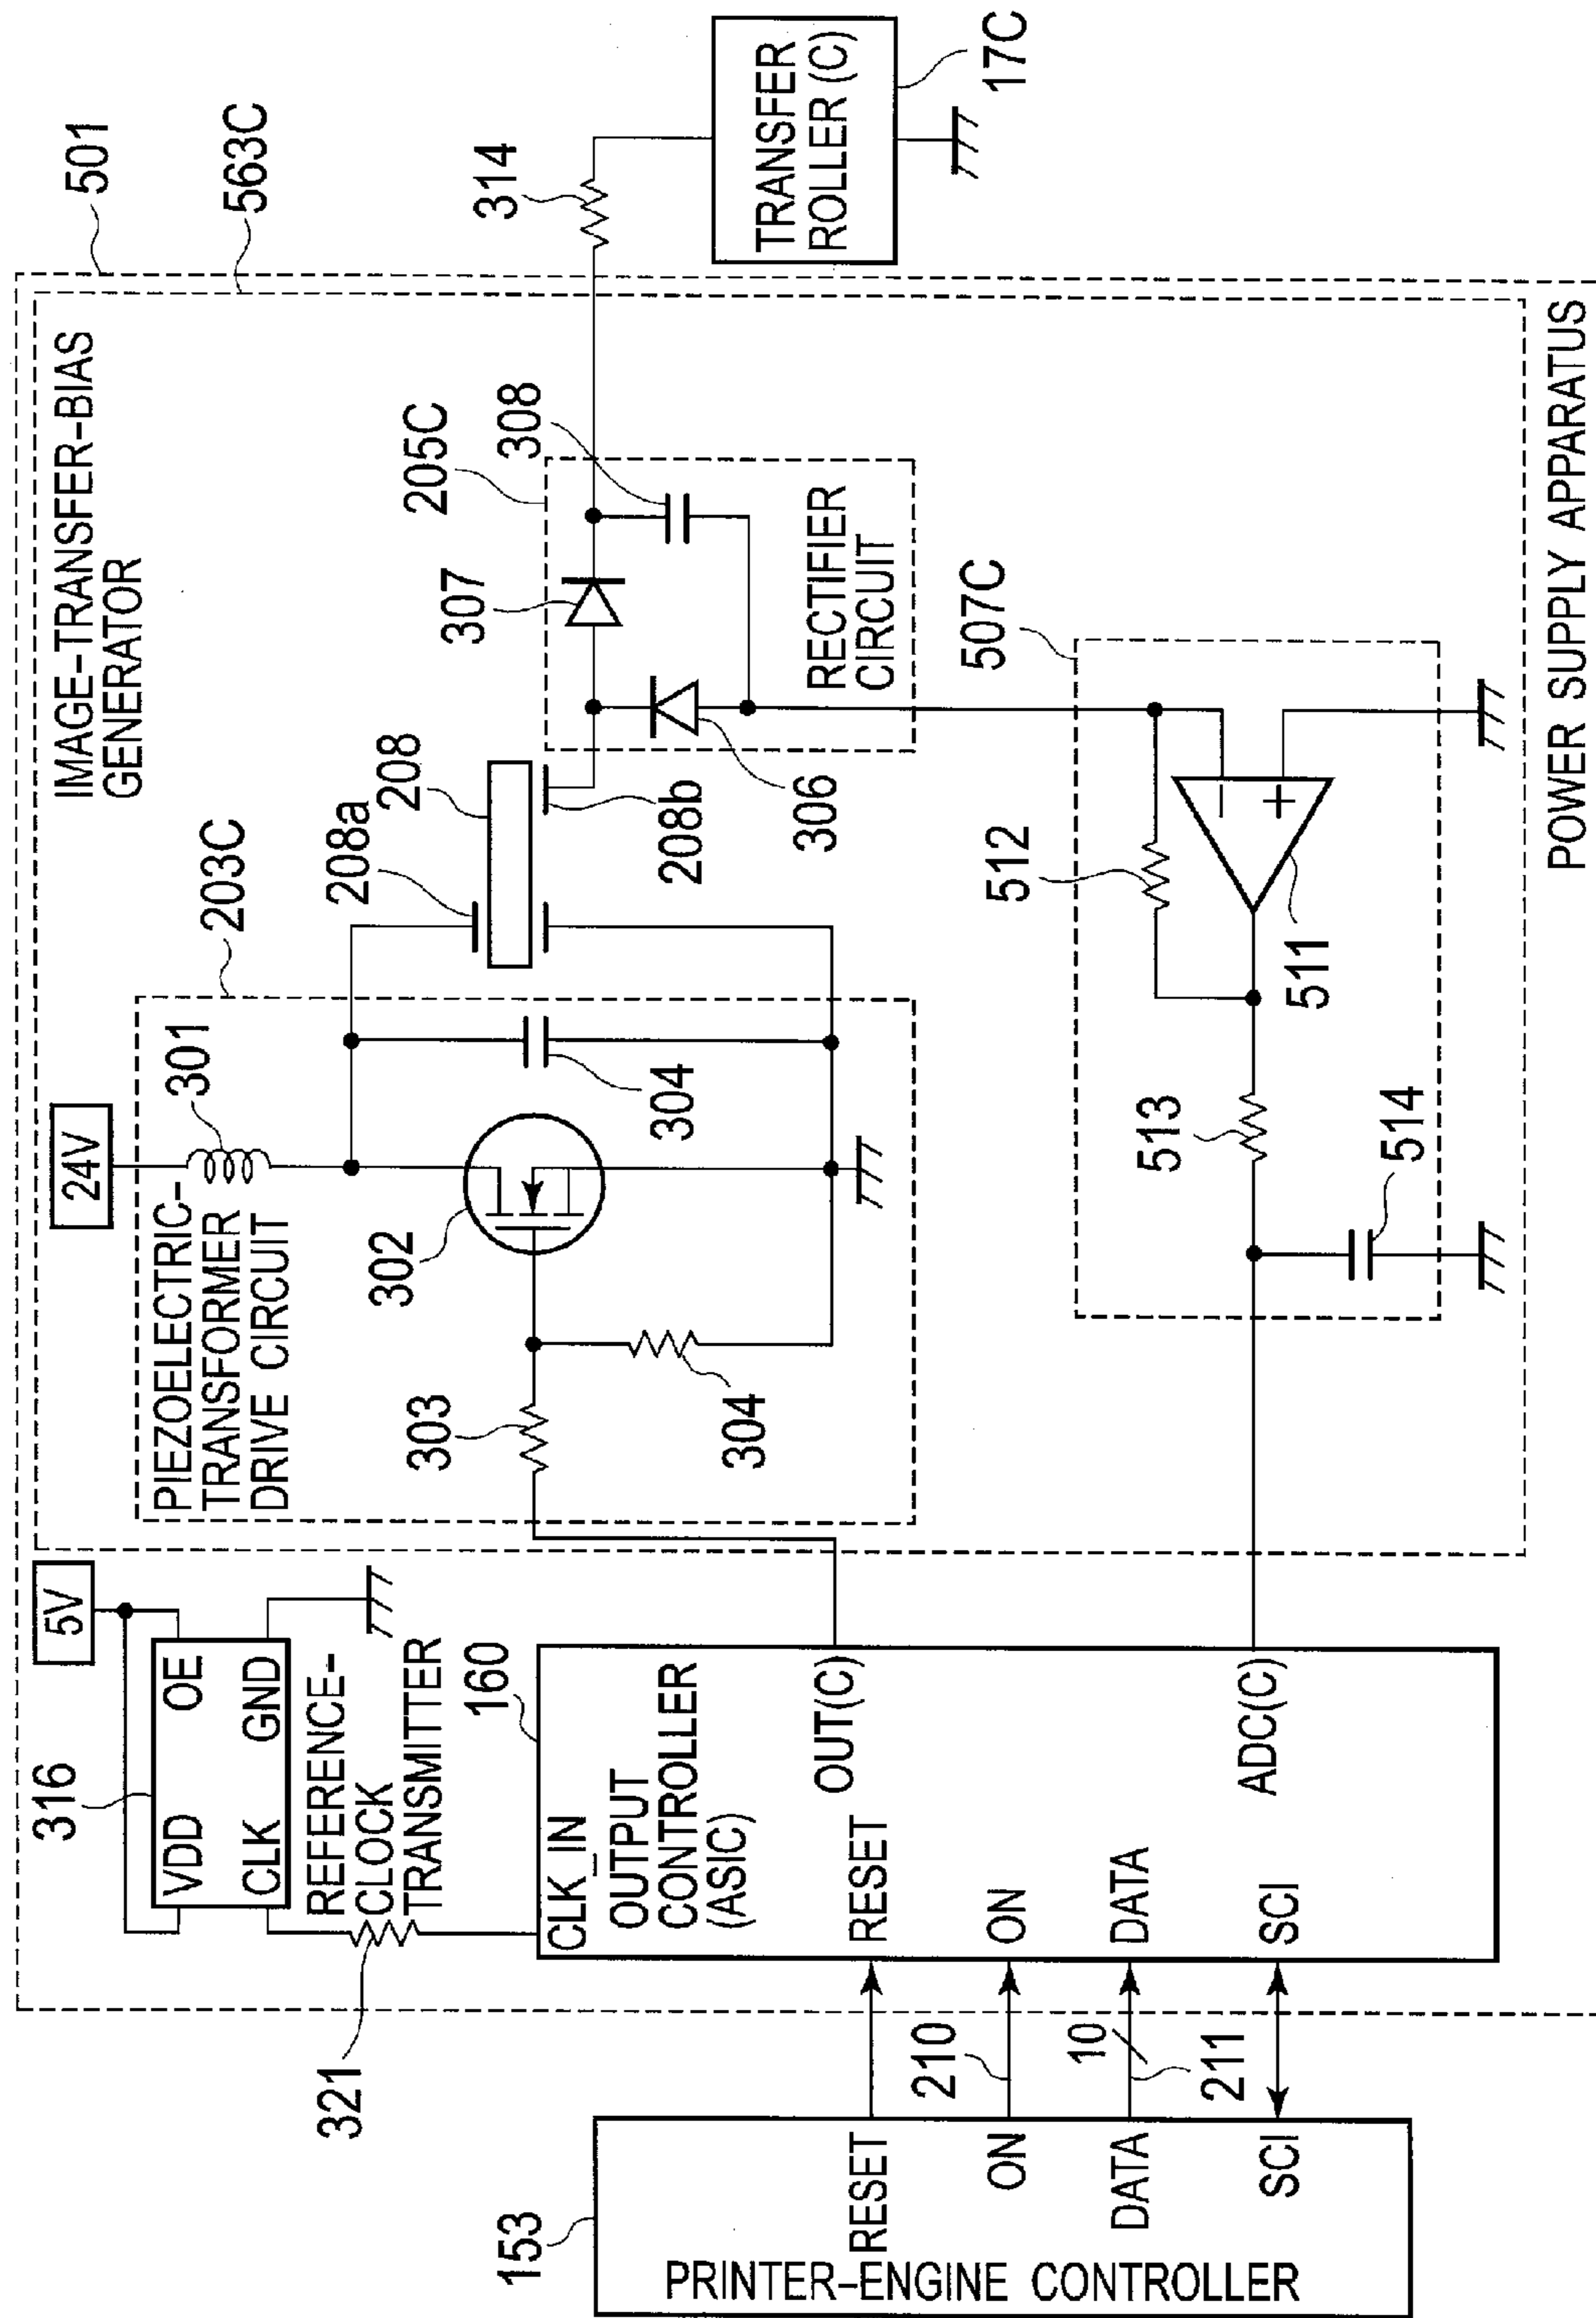 501
563C
IMAGE-TRANSFER-BIAS
GENERATOR
24V
5V
316
VDD
OE
CLK
GND
REFERENCE-
CLOCK
TRANSMITTER
321
PIEZOELECTRIC-
TRANSFORMER
DRIVE CIRCUIT
301
203C
302
303
304
304
208a
208
208b
205C
307
308
306
RECTIFIER
CIRCUIT
314
TRANSFER
ROLLER (C)
17C
153
RESET
ON
DATA
SCI
PRINTER-ENGINE CONTROLLER
210
10
211
160
CLK_IN
OUTPUT
CONTROLLER
(ASIC)
RESET
ON
DATA
SCI
OUT(C)
ADC(C)
507C
512
−
+
511
513
514
POWER SUPPLY APPARATUS